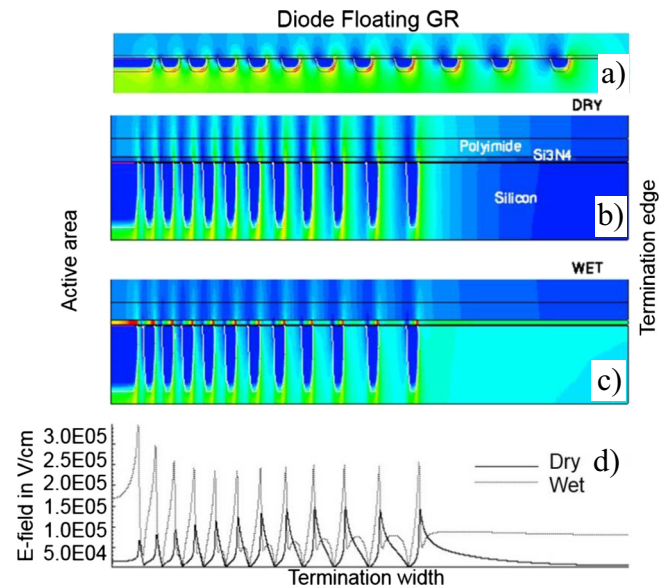 Diode Floating GR
a)
DRY
Polyimide
Si3N4
Silicon
b)
Active area
Termination edge
WET
c)
d)
3.0E05
2.5E05
2.0E05
1.5E05
1.0E05
5.0E04
E-field in V/cm
Dry
Wet
Termination width